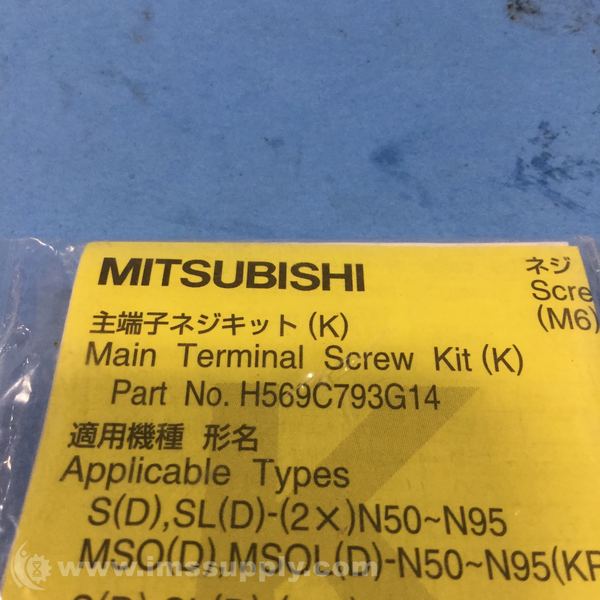 MITSUBISHI
主端子ネジキット(K)
Main Terminal Screw Kit(K)
Part No. H569C793G14
適用機種 形名
Applicable Types
S(D),SL(D)-(2×)N50~N95
MSO(D),MSOL(D)-N50~N95(KP
ネジ
Scre
(M6)
K
www.imssupply.com